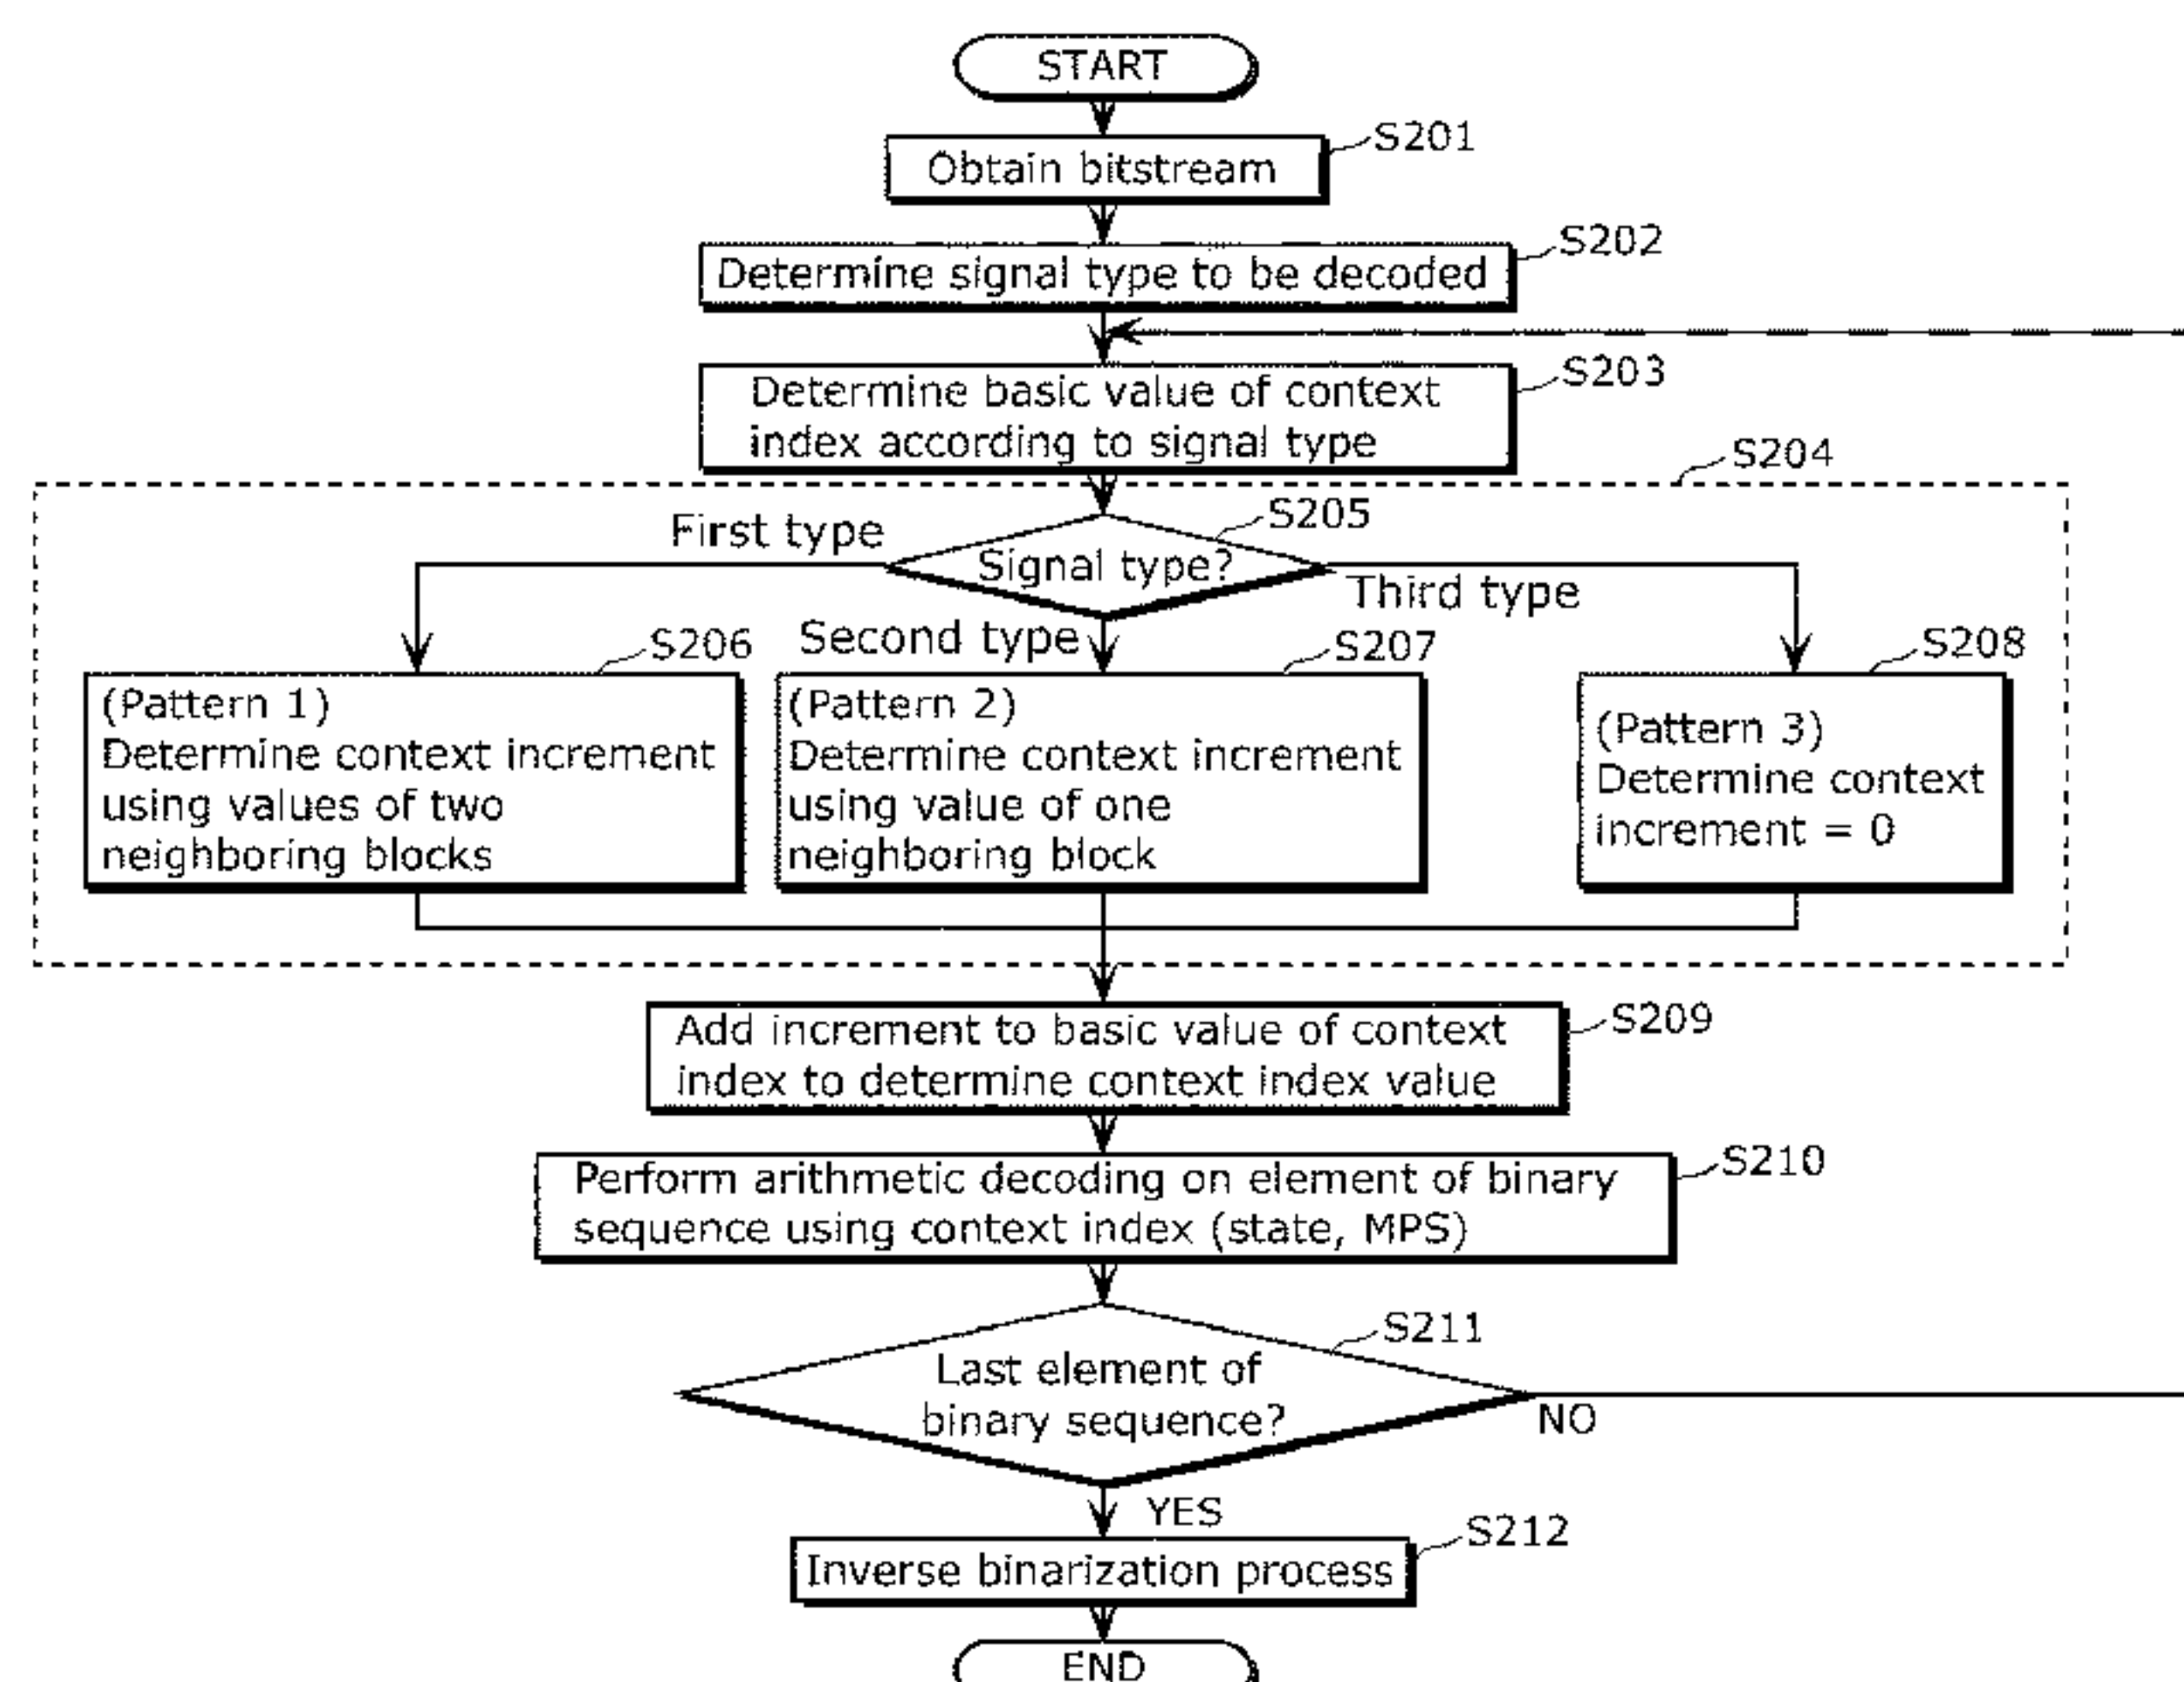 START
S201
Obtain bitstream
S202
Determine signal type to be decoded
S203
Determine basic value of context
index according to signal type
S204
S205
First type
Signal type?
Third type
Second type
S206
S207
S208
(Pattern 1)
Determine context increment
using values of two
neighboring blocks
(Pattern 2)
Determine context increment
using value of one
neighboring block
(Pattern 3)
Determine context
increment = 0
S209
Add increment to basic value of context
index to determine context index value
S210
Perform arithmetic decoding on element of binary
sequence using context index (state, MPS)
S211
Last element of
binary sequence?
NO
YES
S212
Inverse binarization process
END